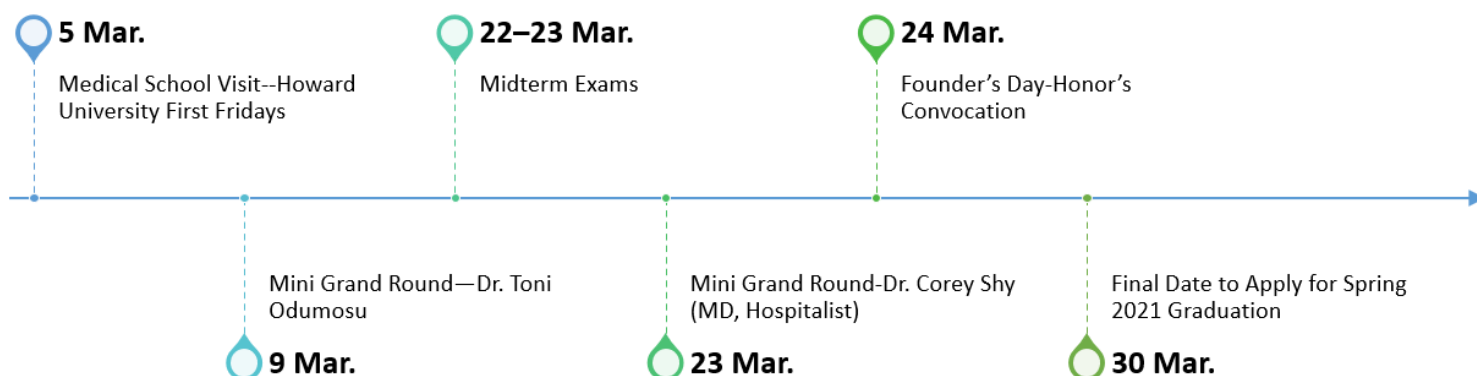 5 Mar.
Medical School Visit--Howard
University First Fridays
22–23 Mar.
Midterm Exams
24 Mar.
Founder’s Day-Honor’s
Convocation
Mini Grand Round—Dr. Toni
Odumosu
9 Mar.
Mini Grand Round-Dr. Corey Shy
(MD, Hospitalist)
23 Mar.
Final Date to Apply for Spring
2021 Graduation
30 Mar.